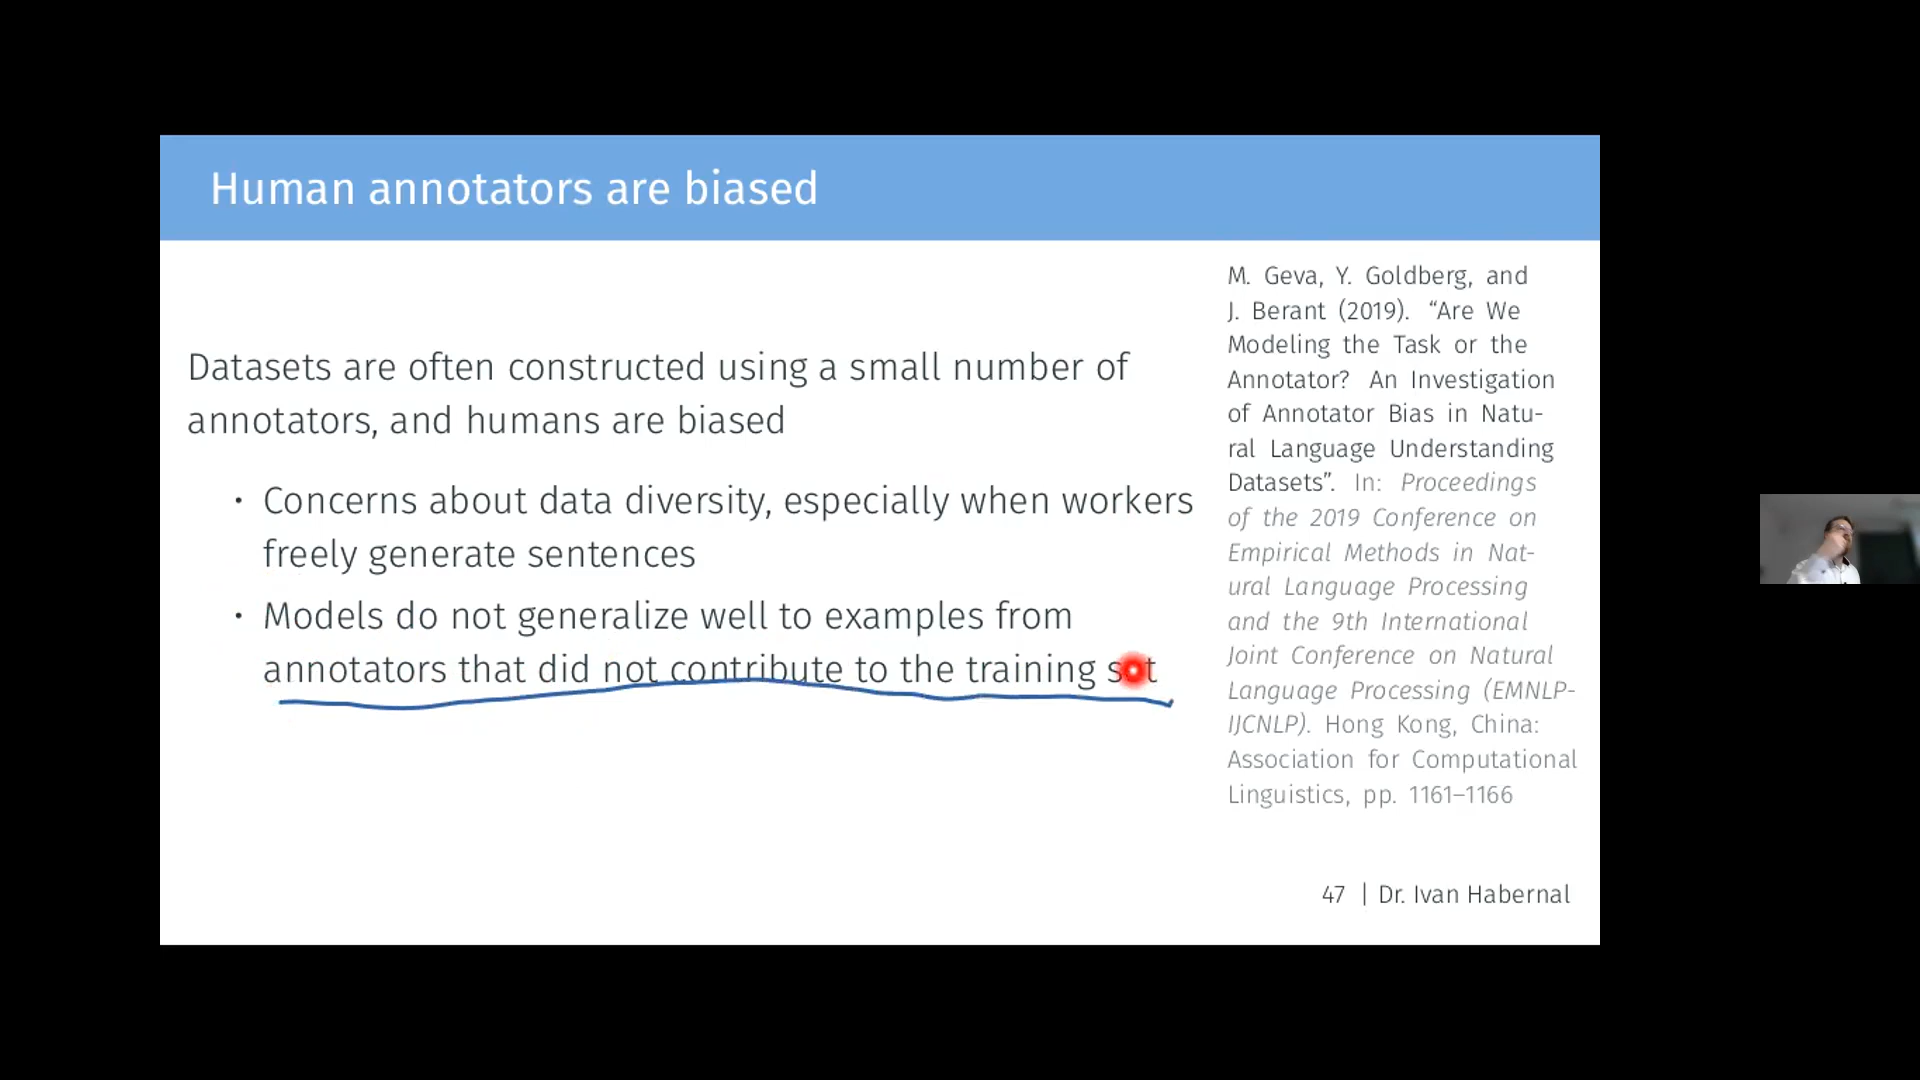 Human annotators are biased
Datasets are often constructed using a small number of
annotators, and humans are biased
• Concerns about data diversity, especially when workers
freely generate sentences
• Models do not generalize well to examples from
annotators that did not contribute to the training set
M. Geva, Y. Goldberg, and
J. Berant (2019). “Are We
Modeling the Task or the
Annotator? An Investigation
of Annotator Bias in Natu-
ral Language Understanding
Datasets”. In: Proceedings
of the 2019 Conference on
Empirical Methods in Nat-
ural Language Processing
and the 9th International
Joint Conference on Natural
Language Processing (EMNLP-
IJCNLP). Hong Kong, China:
Association for Computational
Linguistics, pp. 1161–1166
47 | Dr. Ivan Habernal